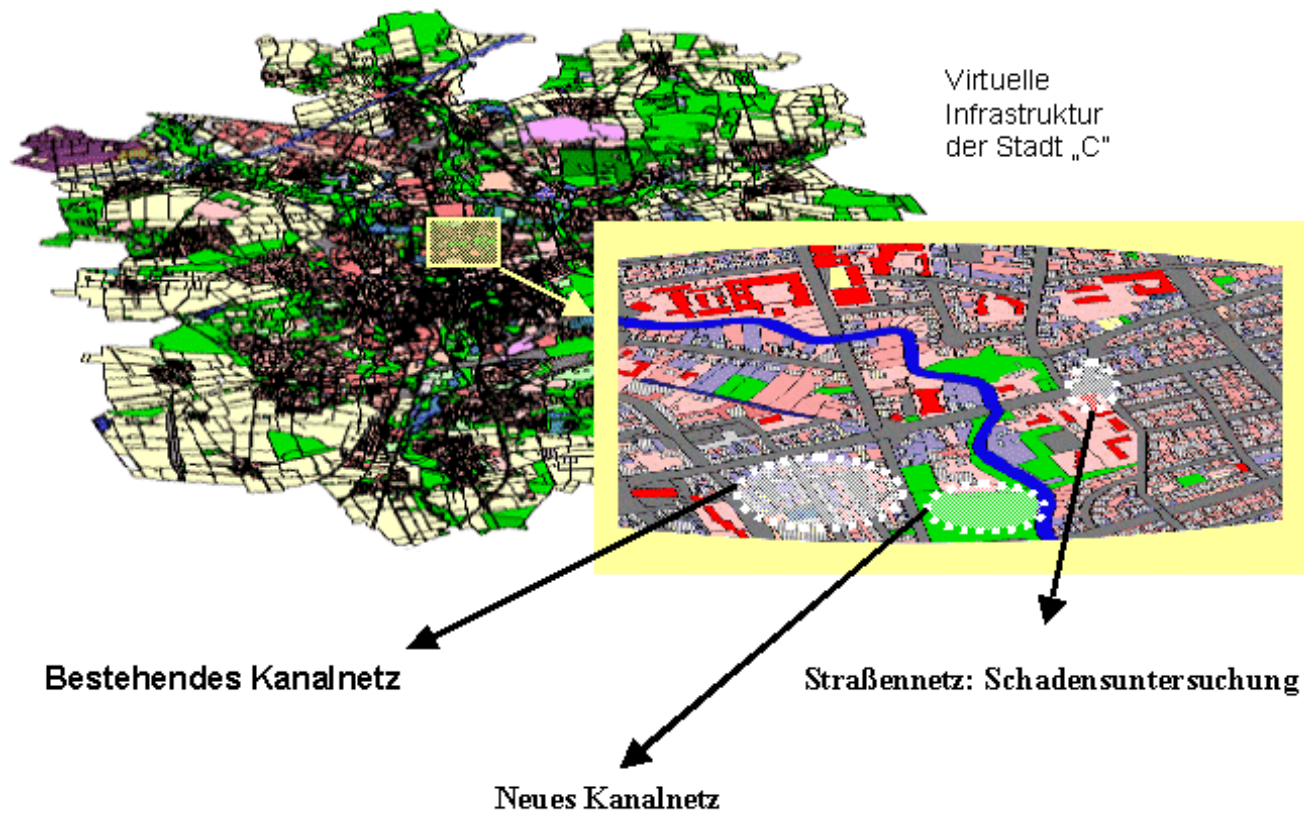 Virtuelle
Infrastruktur
der Stadt „C"
Bestehendes Kanalnetz
Straßennetz: Schadensuntersuchung
Neues Kanalnetz